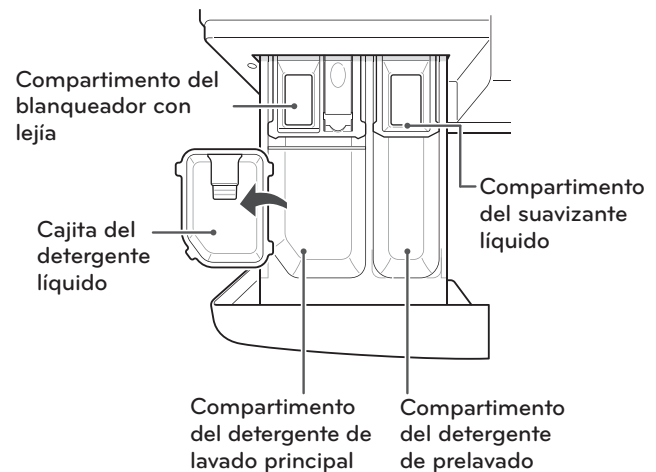 Compartimento del
blanqueador con
lejía
Compartimento
del suavizante
líquido
Cajita del
detergente
líquido
Compartimento
del detergente de
lavado principal
Compartimento
del detergente
de prelavado